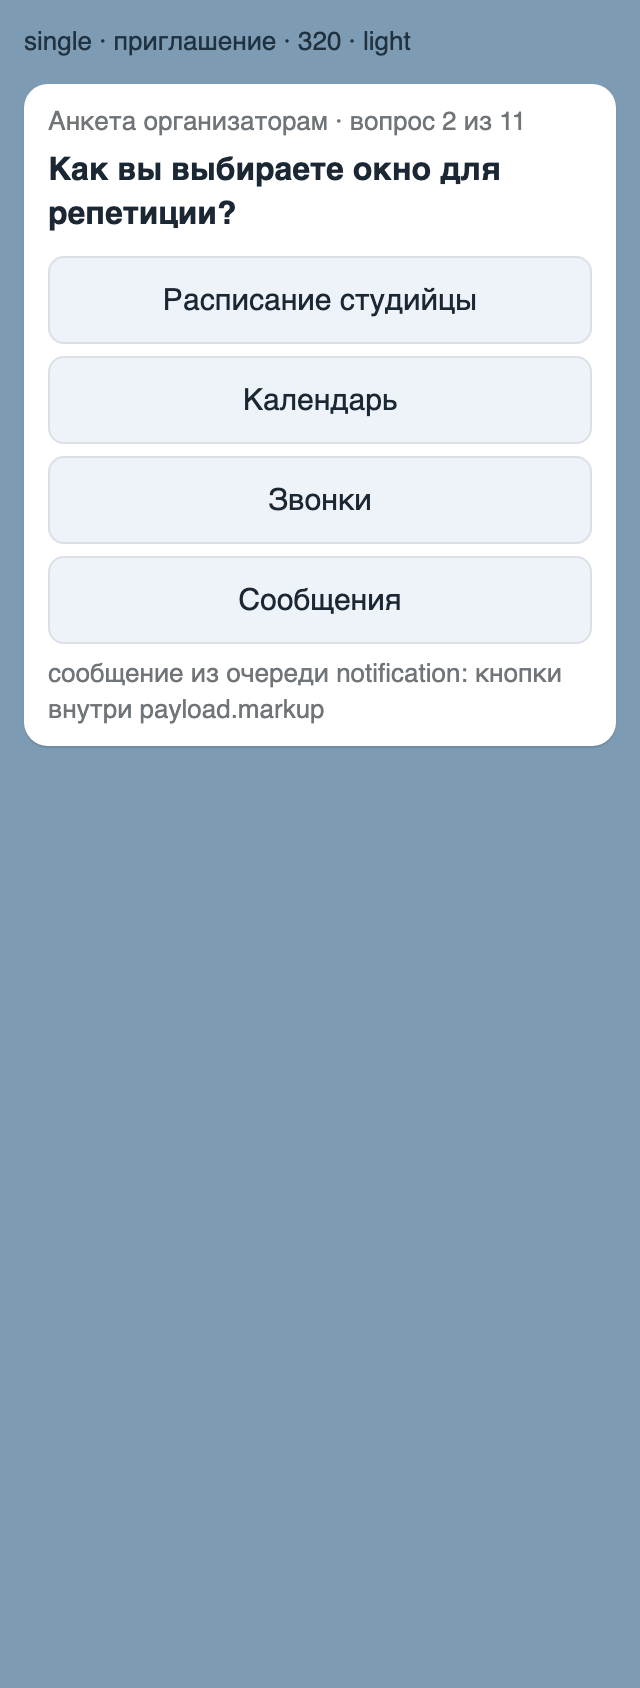 single · приглашение · 320 · light
Анкета организаторам · вопрос 2 из 11
Как вы выбираете окно для
репетиции?
Расписание студийцы
Календарь
Звонки
Сообщения
сообщение из очереди notification: кнопки
внутри payload.markup